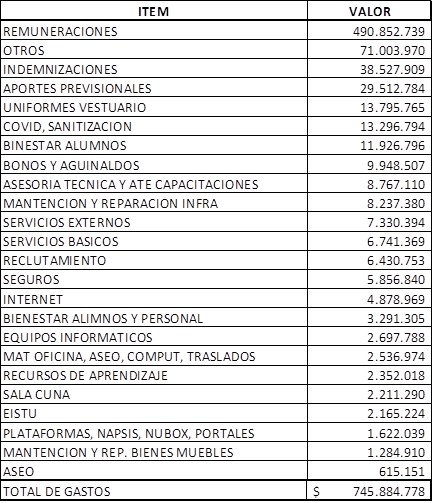 ITEM VALOR
REMUNERACIONES 490.852.739
OTROS 71.003.970
INDEMNIZACIONES 38.527.909
APORTES PREVISIONALES 29.512.784
UNIFORMES VESTUARIO 13.795.765
COVID, SANITIZACION 13.296.794
BINESTAR ALUMNOS 11.926.796
BONOS Y AGUINALDOS 9.948.507
ASESORIA TECNICA Y ATE CAPACITACIONES 8.767.110
MANTENCION Y REPARACION INFRA 8.237.380
SERVICIOS EXTERNOS 7.330.394
SERVICIOS BASICOS 6.741.369
RECLUTAMIENTO 6.430.753
SEGUROS 5.856.840
INTERNET 4.878.969
BIENESTAR ALIMNOS Y PERSONAL 3.291.305
EQUIPOS INFORMATICOS 2.697.788
MAT OFICINA, ASEO, COMPUT, TRASLADOS 2.536.974
RECURSOS DE APRENDIZAJE 2.352.018
SALA CUNA 2.211.290
EISTU 2.165.224
PLATAFORMAS, NAPSIS, NUBOX, PORTALES 1.622.039
MANTENCION Y REP. BIENES MUEBLES 1.284.910
ASEO 615.151
TOTAL DE GASTOS $ 745.884.778